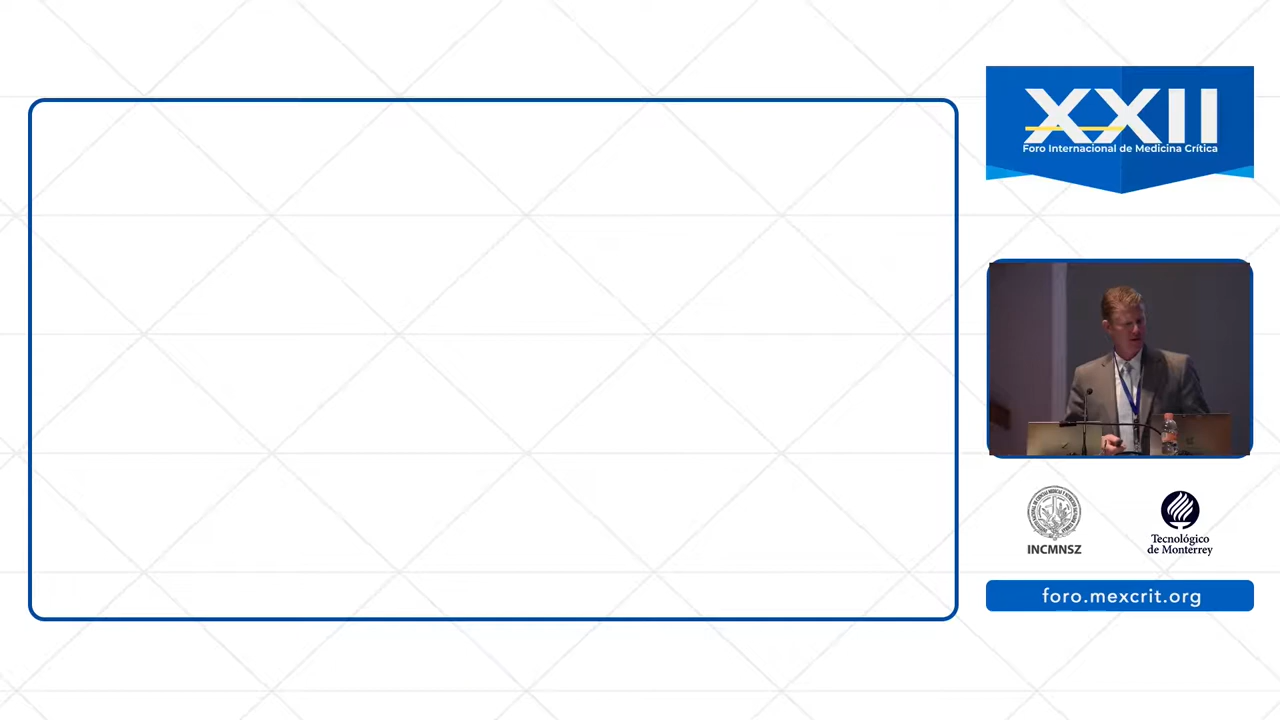 XXII
Foro Internacional de Medicina Crítica
INCMNSZ
Tecnológico
de Monterrey
foro.mexcrit.org